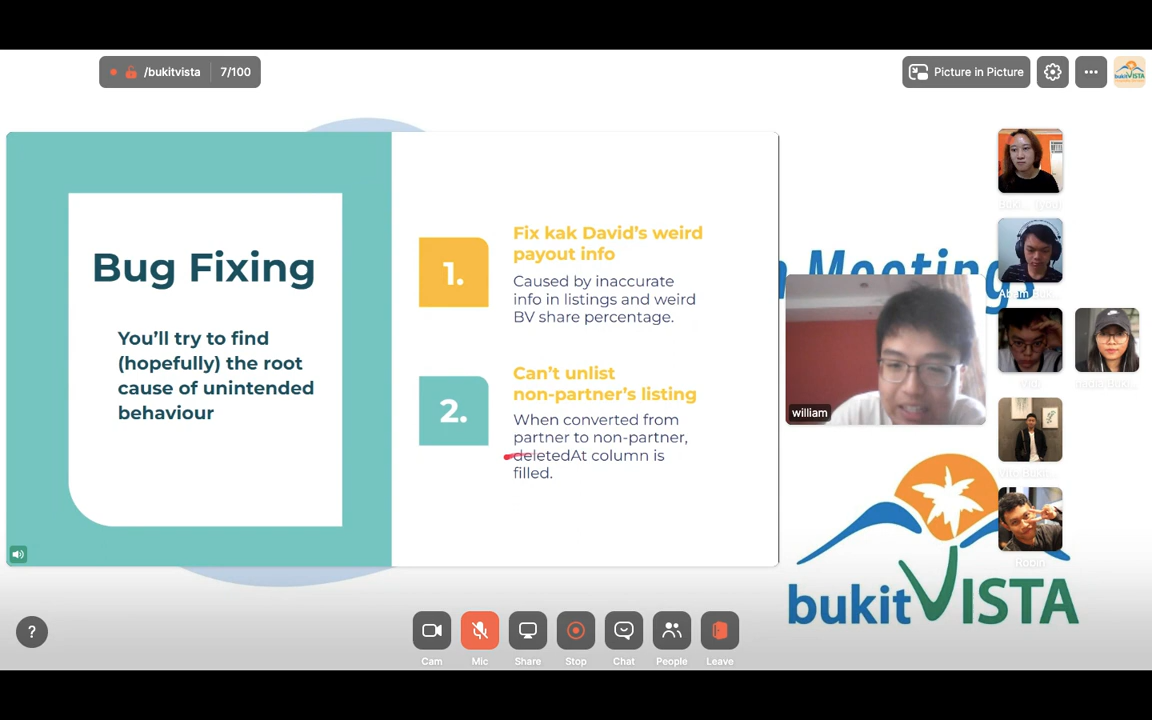 /bukitvista 7/100
Picture in Picture
Bug Fixing
You'll try to find
(hopefully) the root
cause of unintended
behaviour
1.
Fix kak David's weird
payout info
Caused by inaccurate
info in listings and weird
BV share percentage.
2.
Can't unlist
non-partner's listing
When converted from
partner to non-partner,
deletedAt column is
filled.
william
Robin
bukitVISTA
?
Cam
Mic
Share
Stop
Chat
People
Leave